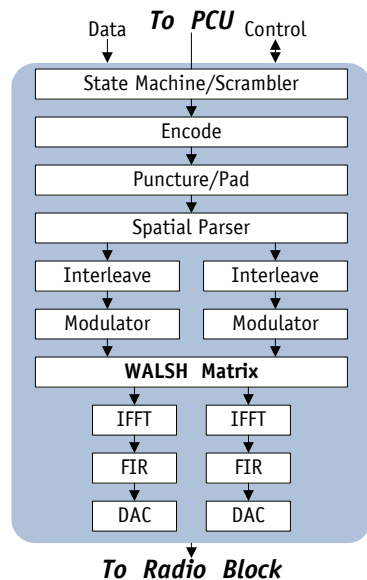 To PCU
Data
Control
State Machine/Scrambler
Encode
Puncture/Pad
Spatial Parser
Interleave
Interleave
Modulator
Modulator
WALSH Matrix
IFFT
IFFT
FIR
FIR
DAC
DAC
To Radio Block